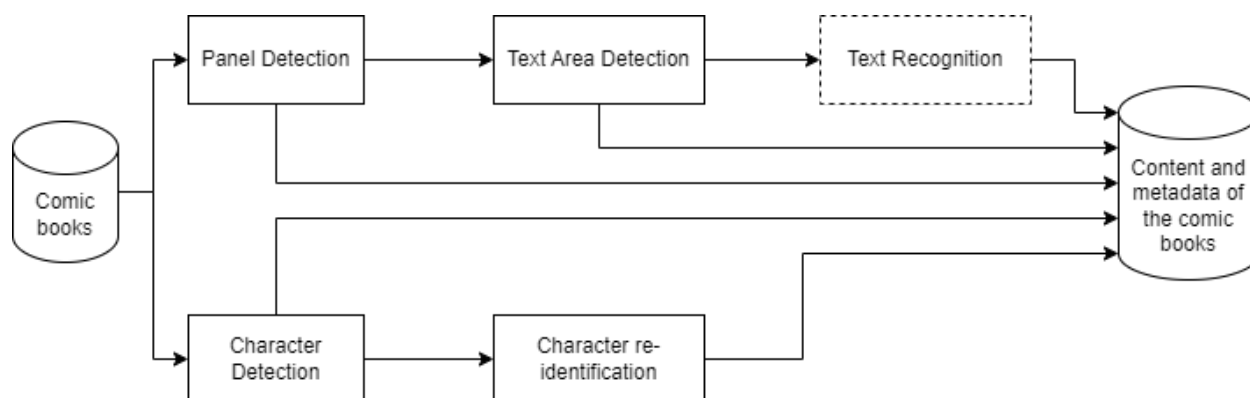 Panel Detection
Text Area Detection
Text Recognition
Comic
books
Content and
metadata of
the comic
books
Character
Detection
Character re-
identification